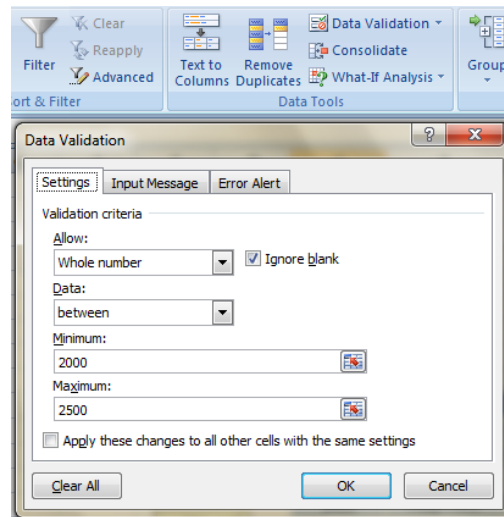 Filter
Clear
Reapply
Advanced
ort & Filter
Text to
Columns
Remove
Duplicates
Data Validation
Consolidate
What-If Analysis
Data Tools
Group
Data Validation
Settings Input Message Error Alert
Validation criteria
Allow:
Whole number
Ignore blank
Data:
between
Minimum:
2000
Maximum:
2500
Apply these changes to all other cells with the same settings
Clear All OK Cancel